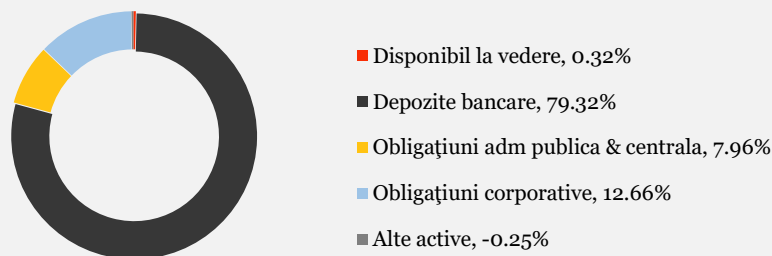 Disponibil la vedere, 0.32%
Depozite bancare, 79.32%
Obligaţiuni adm publica & centrala, 7.96%
Obligaţiuni corporative, 12.66%
Alte active, -0.25%